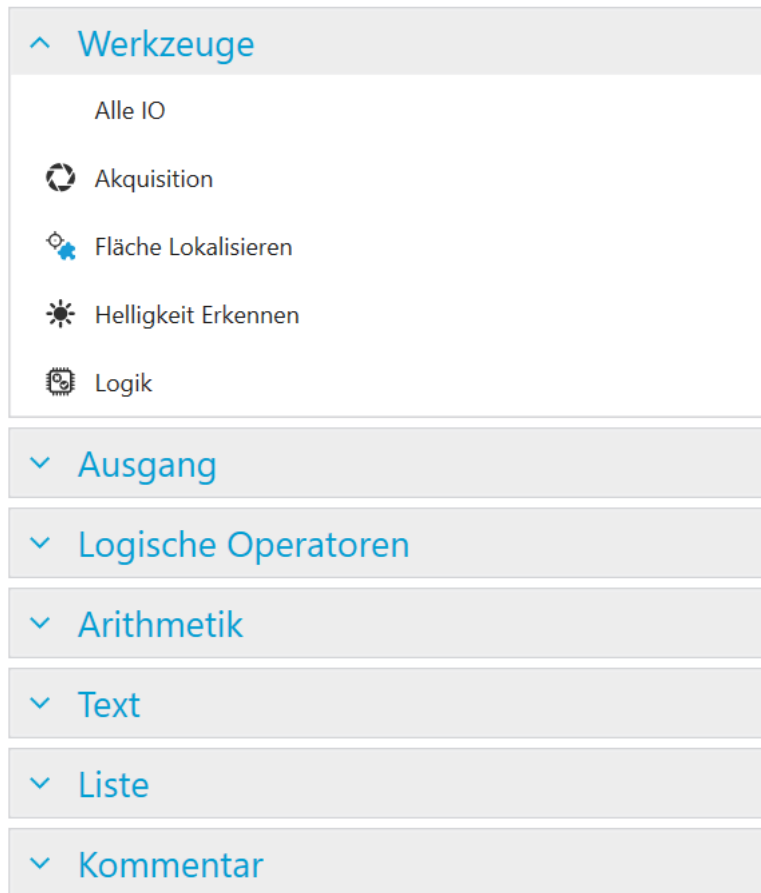 Werkzeuge
Alle IO
Akquisition
Fläche Lokalisieren
Helligkeit Erkennen
Logik
Ausgang
Logische Operatoren
Arithmetik
Text
Liste
Kommentar